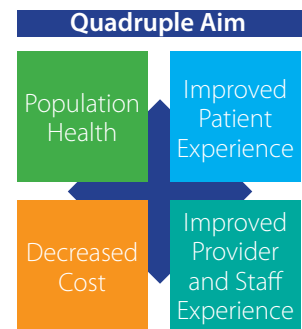 Quadruple Aim
Population
Health
Improved
Patient
Experience
Decreased
Cost
Improved
Provider
and Staff
Experience